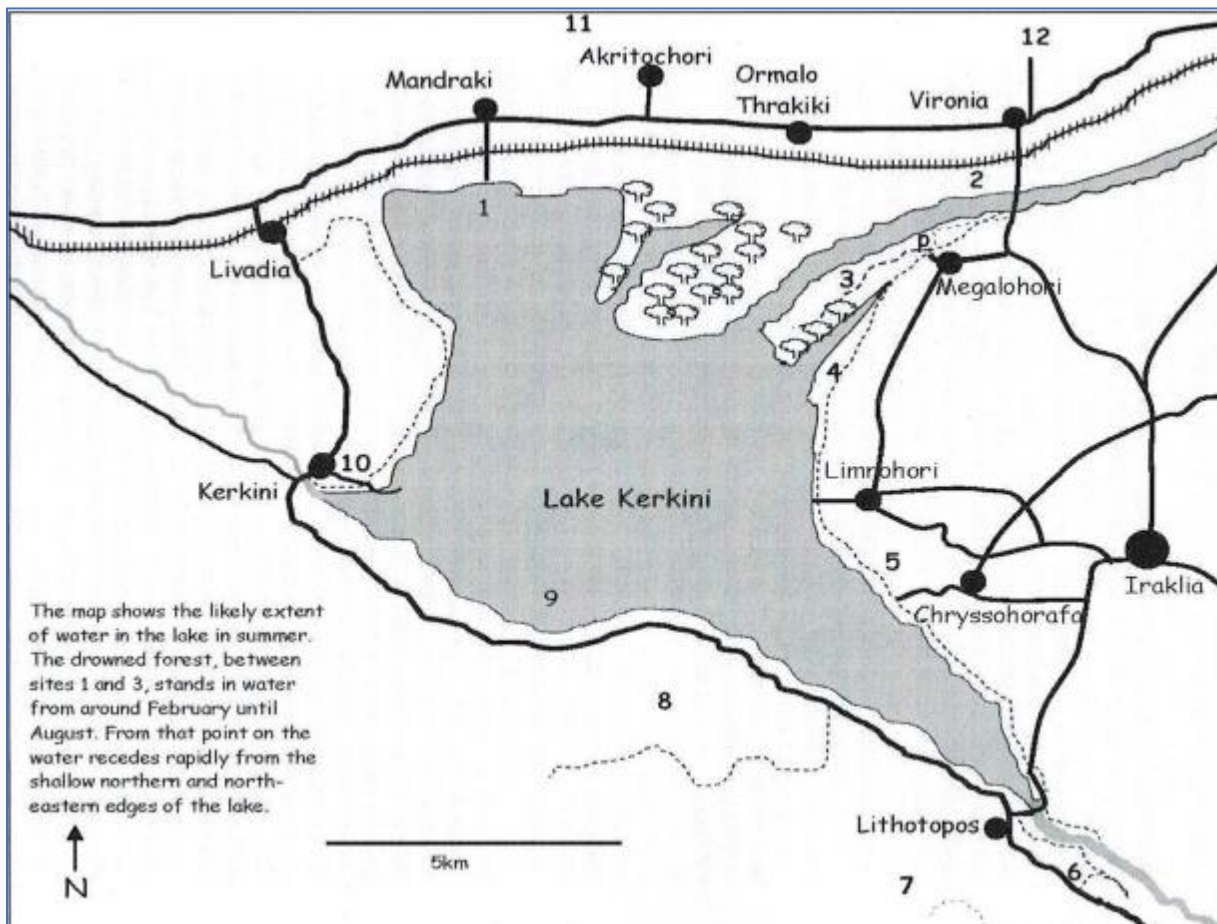 11
12
Akritochori
Mandraki
Ormalo
Thrakiki
Vironia
1
2
p
3
Livadia
Megalohori
4
10
Limnohori
Kerkini
Lake Kerkini
5
9
Iraklia
Chryssohorafa
The map shows the likely extent
of water in the lake in summer.
The drowned forest, between
sites 1 and 3, stands in water
from around February until
August. From that point on the
water recedes rapidly from the
shallow northern and north-
eastern edges of the lake.
8
Lithotopos
5km
6
7
N